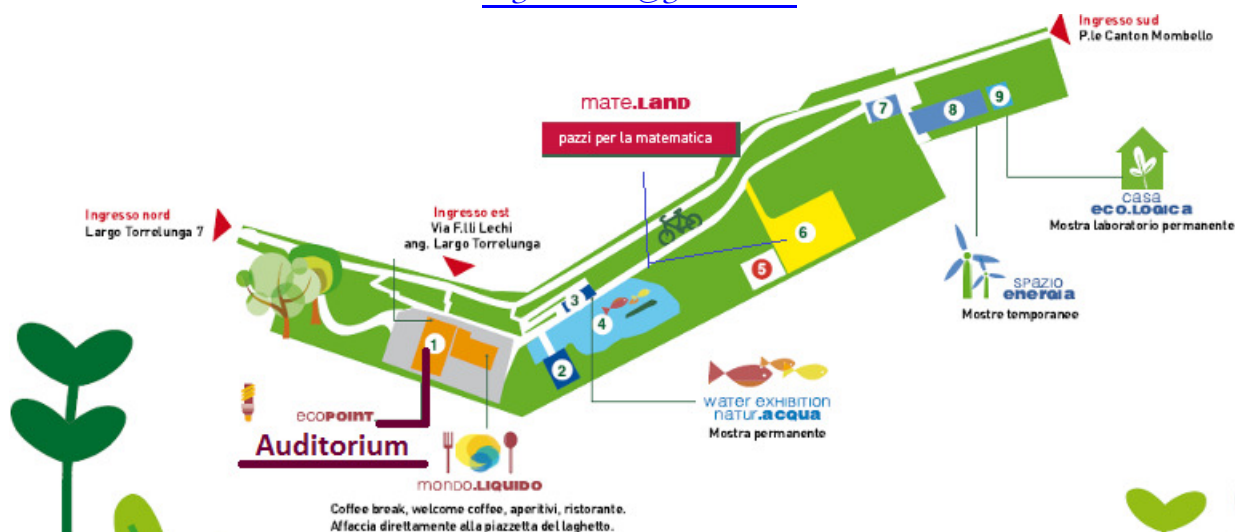 Ingresso sud
P.le Canton Mombello
mate.land
pazzi per la matematica
7
8
9
casa
eco.logica
Mostra laboratorio permanente
Ingresso nord
Largo Torrelunga 7
Ingresso est
Via F.lli Lechi
ang. Largo Torrelunga
6
5
spazio
energia
Mostre temporanee
3
4
1
2
water exhibition
natur.acqua
Mostra permanente
ecopoint
Auditorium
mondo.liquido
Coffee break, welcome coffee, aperitivi, ristorante.
Affaccia direttamente alla piazzetta del laghetto.